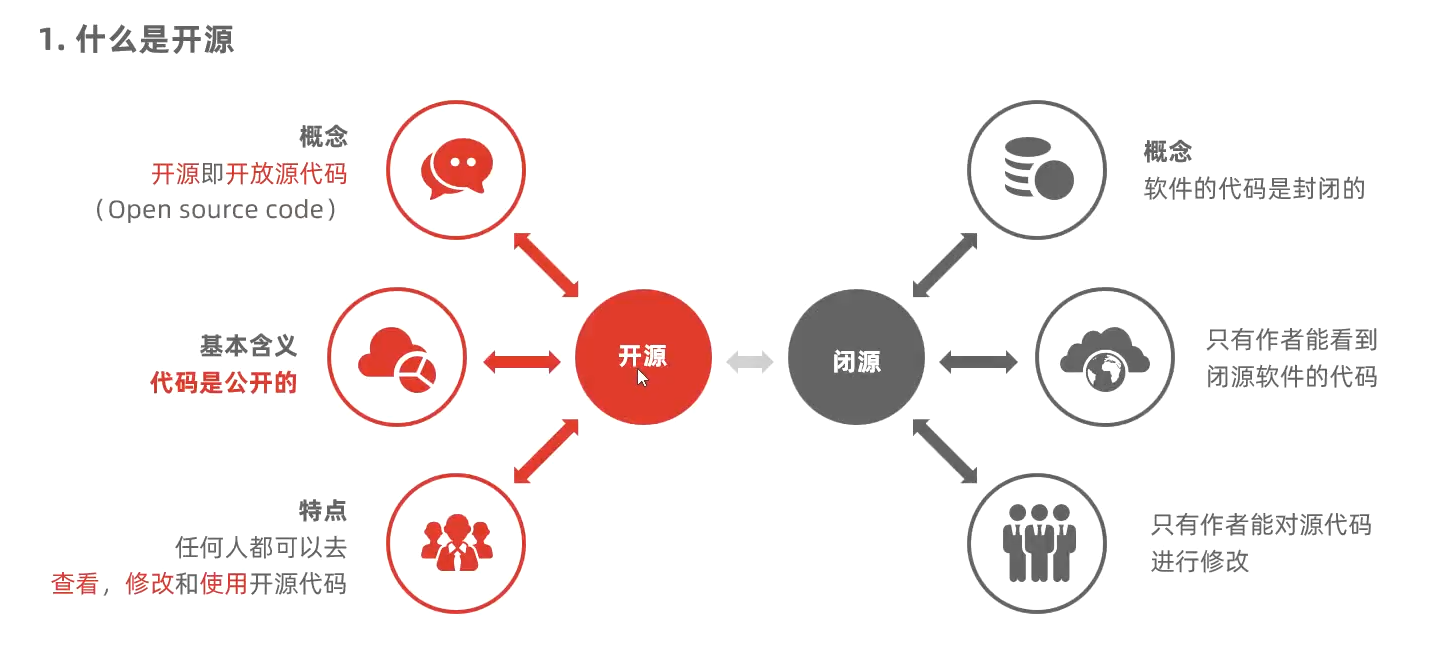 1. 什么是开源
概念
开源即开放源代码
（Open source code）
基本含义
代码是公开的
特点
任何人都可以去
查看，修改和使用开源代码
开源
闭源
概念
软件的代码是封闭的
只有作者能看到
闭源软件的代码
只有作者能对源代码
进行修改